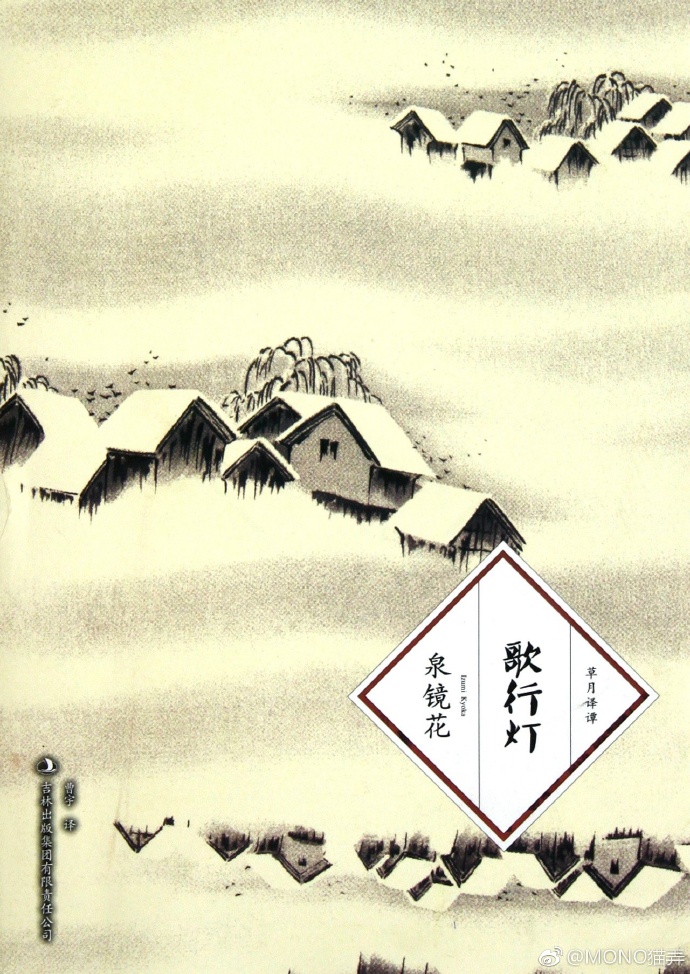 草月译谭
歌行灯
Izumi Kyoka
泉镜花
曹宇 译
吉林出版集团有限责任公司
@MONO猫弄